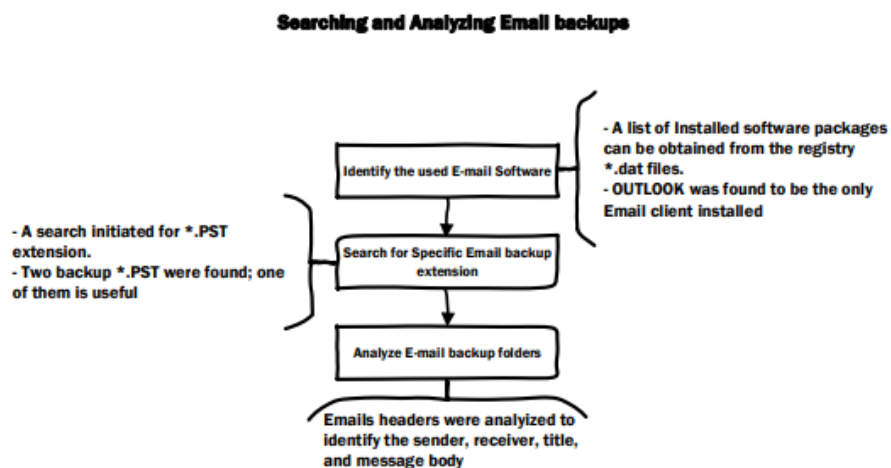 Searching and Analyzing Email backups
Identify the used E-mail Software
- A list of Installed software packages
can be obtained from the registry
*.dat files.
- OUTLOOK was found to be the only
Email client installed
Search for Specific Email backup
extension
- A search initiated for *.PST
extension.
- Two backup *.PST were found; one
of them is useful
Analyze E-mail backup folders
Emails headers were analyized to
identify the sender, receiver, title,
and message body